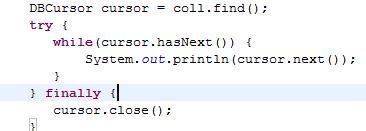 DBCursor cursor = coll.find();
try {
while(cursor.hasNext()) {
System.out.println(cursor.next());
}
} finally {
cursor.close();
}